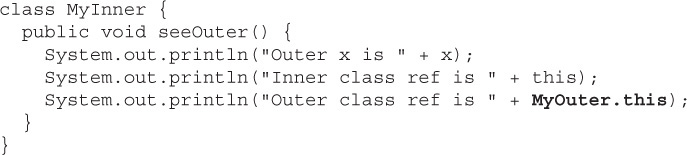 class MyInner {
  public void seeOuter() {
    System.out.println("Outer x is " + x);
    System.out.println("Inner class ref is " + this);
    System.out.println("Outer class ref is " + MyOuter.this);
  }
}